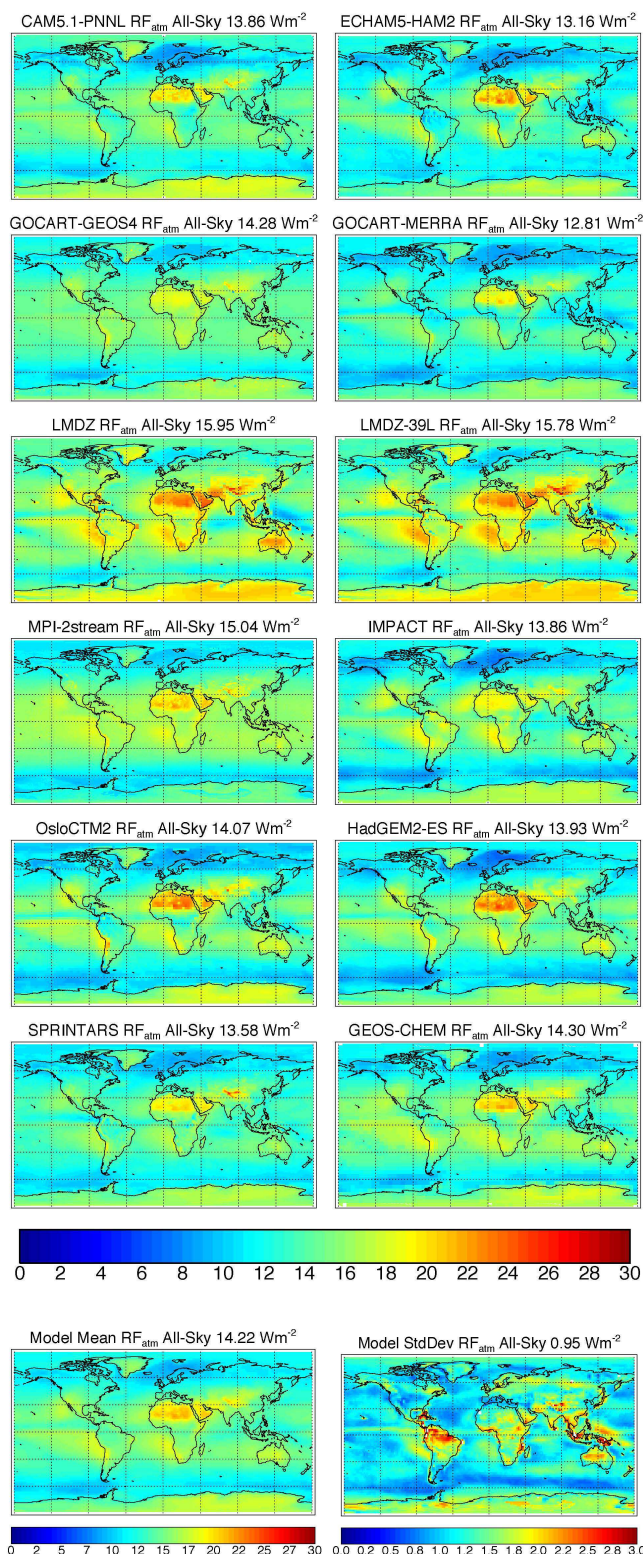 CAM5.1-PNNL RFatm All-Sky 13.86 Wm-2
ECHAM5-HAM2 RFatm All-Sky 13.16 Wm-2
GOCART-GEOS4 RFatm All-Sky 14.28 Wm-2
GOCART-MERRA RFatm All-Sky 12.81 Wm-2
LMDZ RFatm All-Sky 15.95 Wm-2
LMDZ-39L RFatm All-Sky 15.78 Wm-2
MPI-2stream RFatm All-Sky 15.04 Wm-2
IMPACT RFatm All-Sky 13.86 Wm-2
OsloCTM2 RFatm All-Sky 14.07 Wm-2
HadGEM2-ES RFatm All-Sky 13.93 Wm-2
SPRINTARS RFatm All-Sky 13.58 Wm-2
GEOS-CHEM RFatm All-Sky 14.30 Wm-2
0 2 4 6 8 10 12 14 16 18 20 22 24 26 28 30
Model Mean RFatm All-Sky 14.22 Wm-2
Model StdDev RFatm All-Sky 0.95 Wm-2
0 2 5 7 10 12 15 17 20 22 25 27 30
0.0 0.2 0.5 0.8 1.0 1.2 1.5 1.8 2.0 2.2 2.5 2.8 3.0